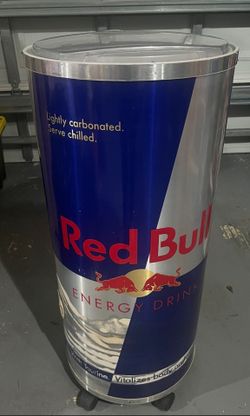 Lightly carbonated.
Serve chilled.
Red Bull
ENERGY DRINK
Vitalizes body